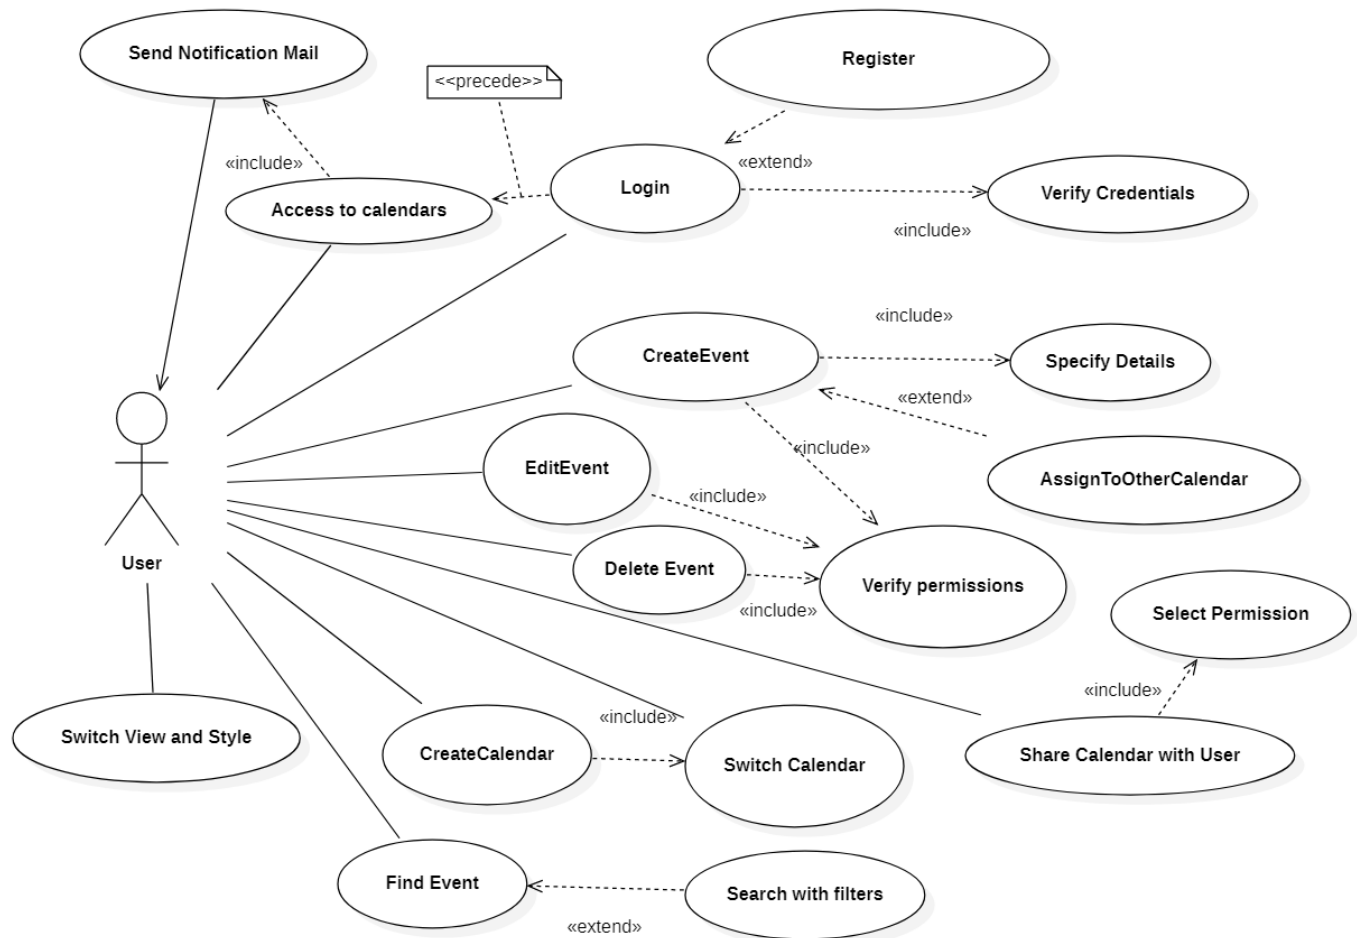 Send Notification Mail
<<precede>>
Register
«include»
«extend»
Login
Verify Credentials
Access to calendars
«include»
«include»
CreateEvent
Specify Details
«extend»
«include»
EditEvent
AssignToOtherCalendar
«include»
Delete Event
Verify permissions
User
«include»
Select Permission
«include»
«include»
Switch View and Style
CreateCalendar
Switch Calendar
Share Calendar with User
Find Event
Search with filters
«extend»